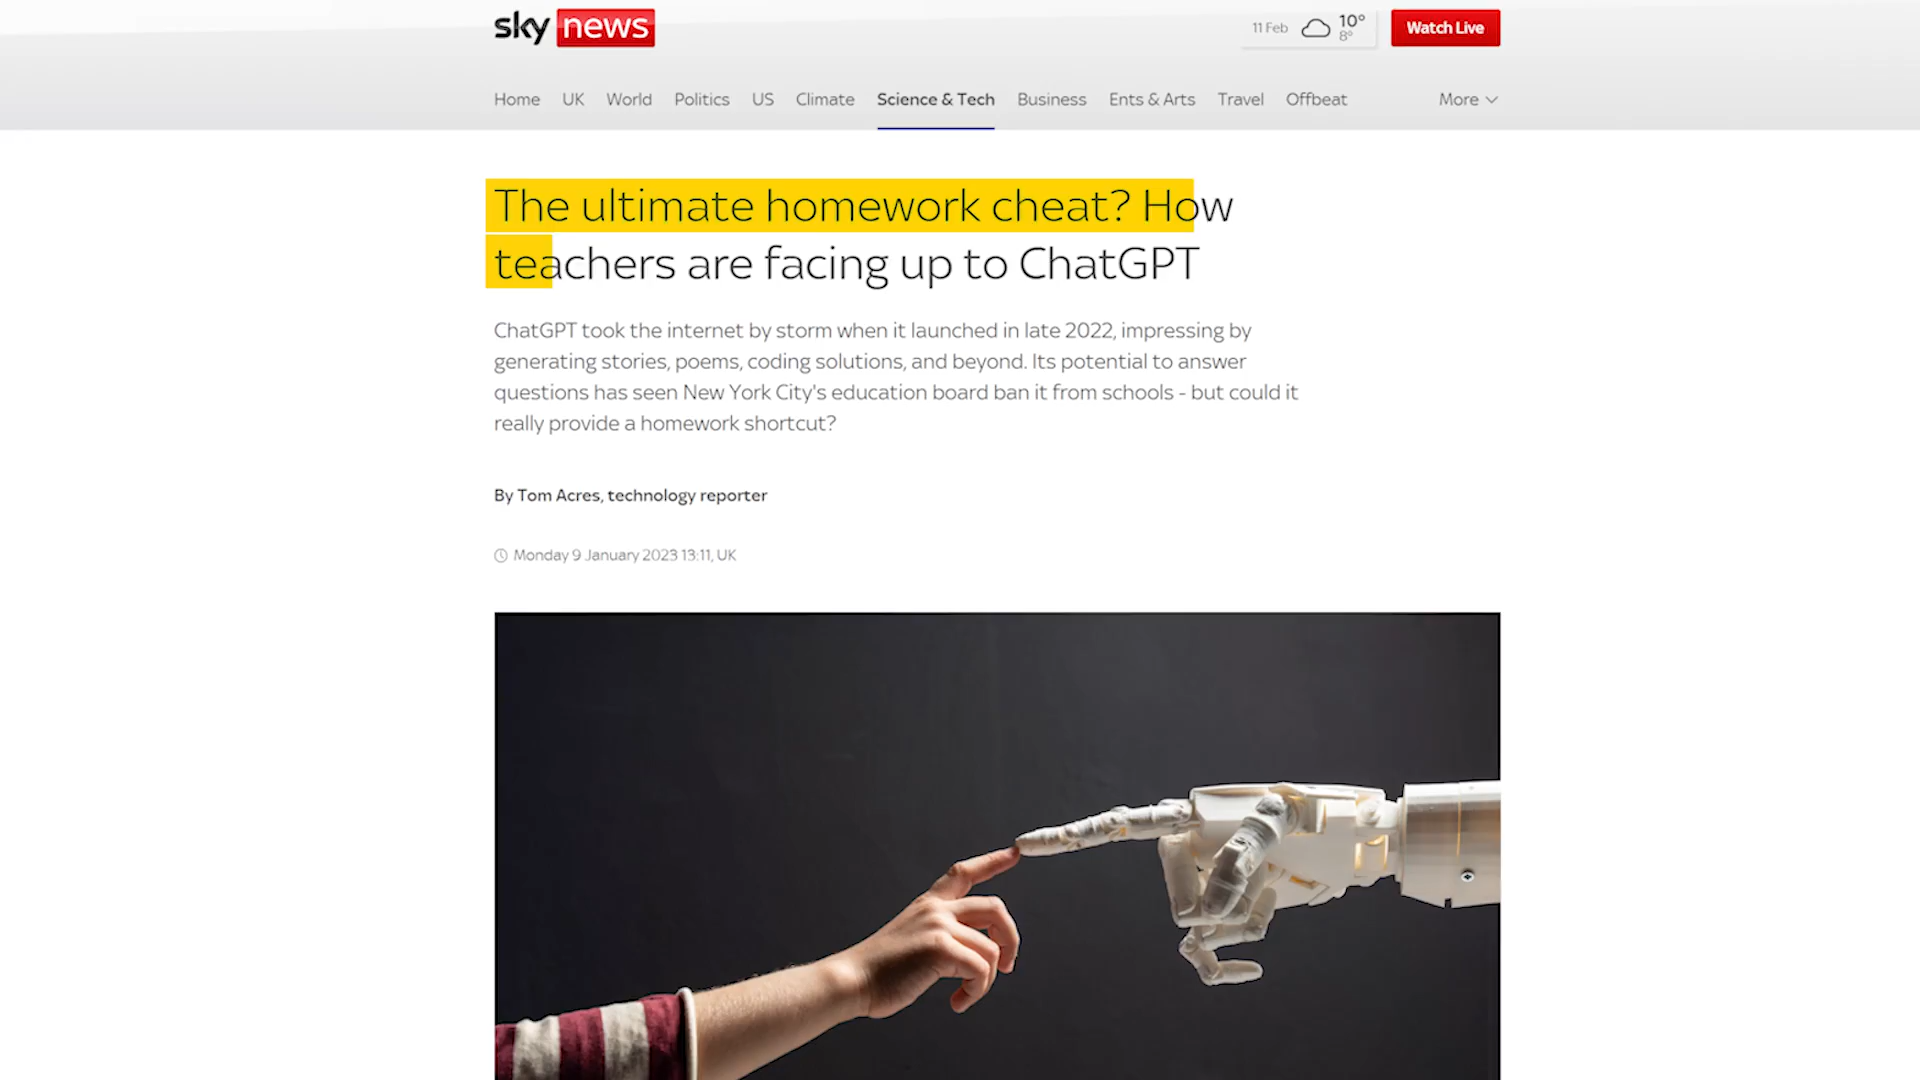 sky news
11 Feb
10°
8°
Watch Live
Home UK World Politics US Climate Science & Tech Business Ents & Arts Travel Offbeat More
The ultimate homework cheat? How
teachers are facing up to ChatGPT
ChatGPT took the internet by storm when it launched in late 2022, impressing by
generating stories, poems, coding solutions, and beyond. Its potential to answer
questions has seen New York City's education board ban it from schools - but could it
really provide a homework shortcut?
By Tom Acres, technology reporter
Monday 9 January 2023 13:11, UK